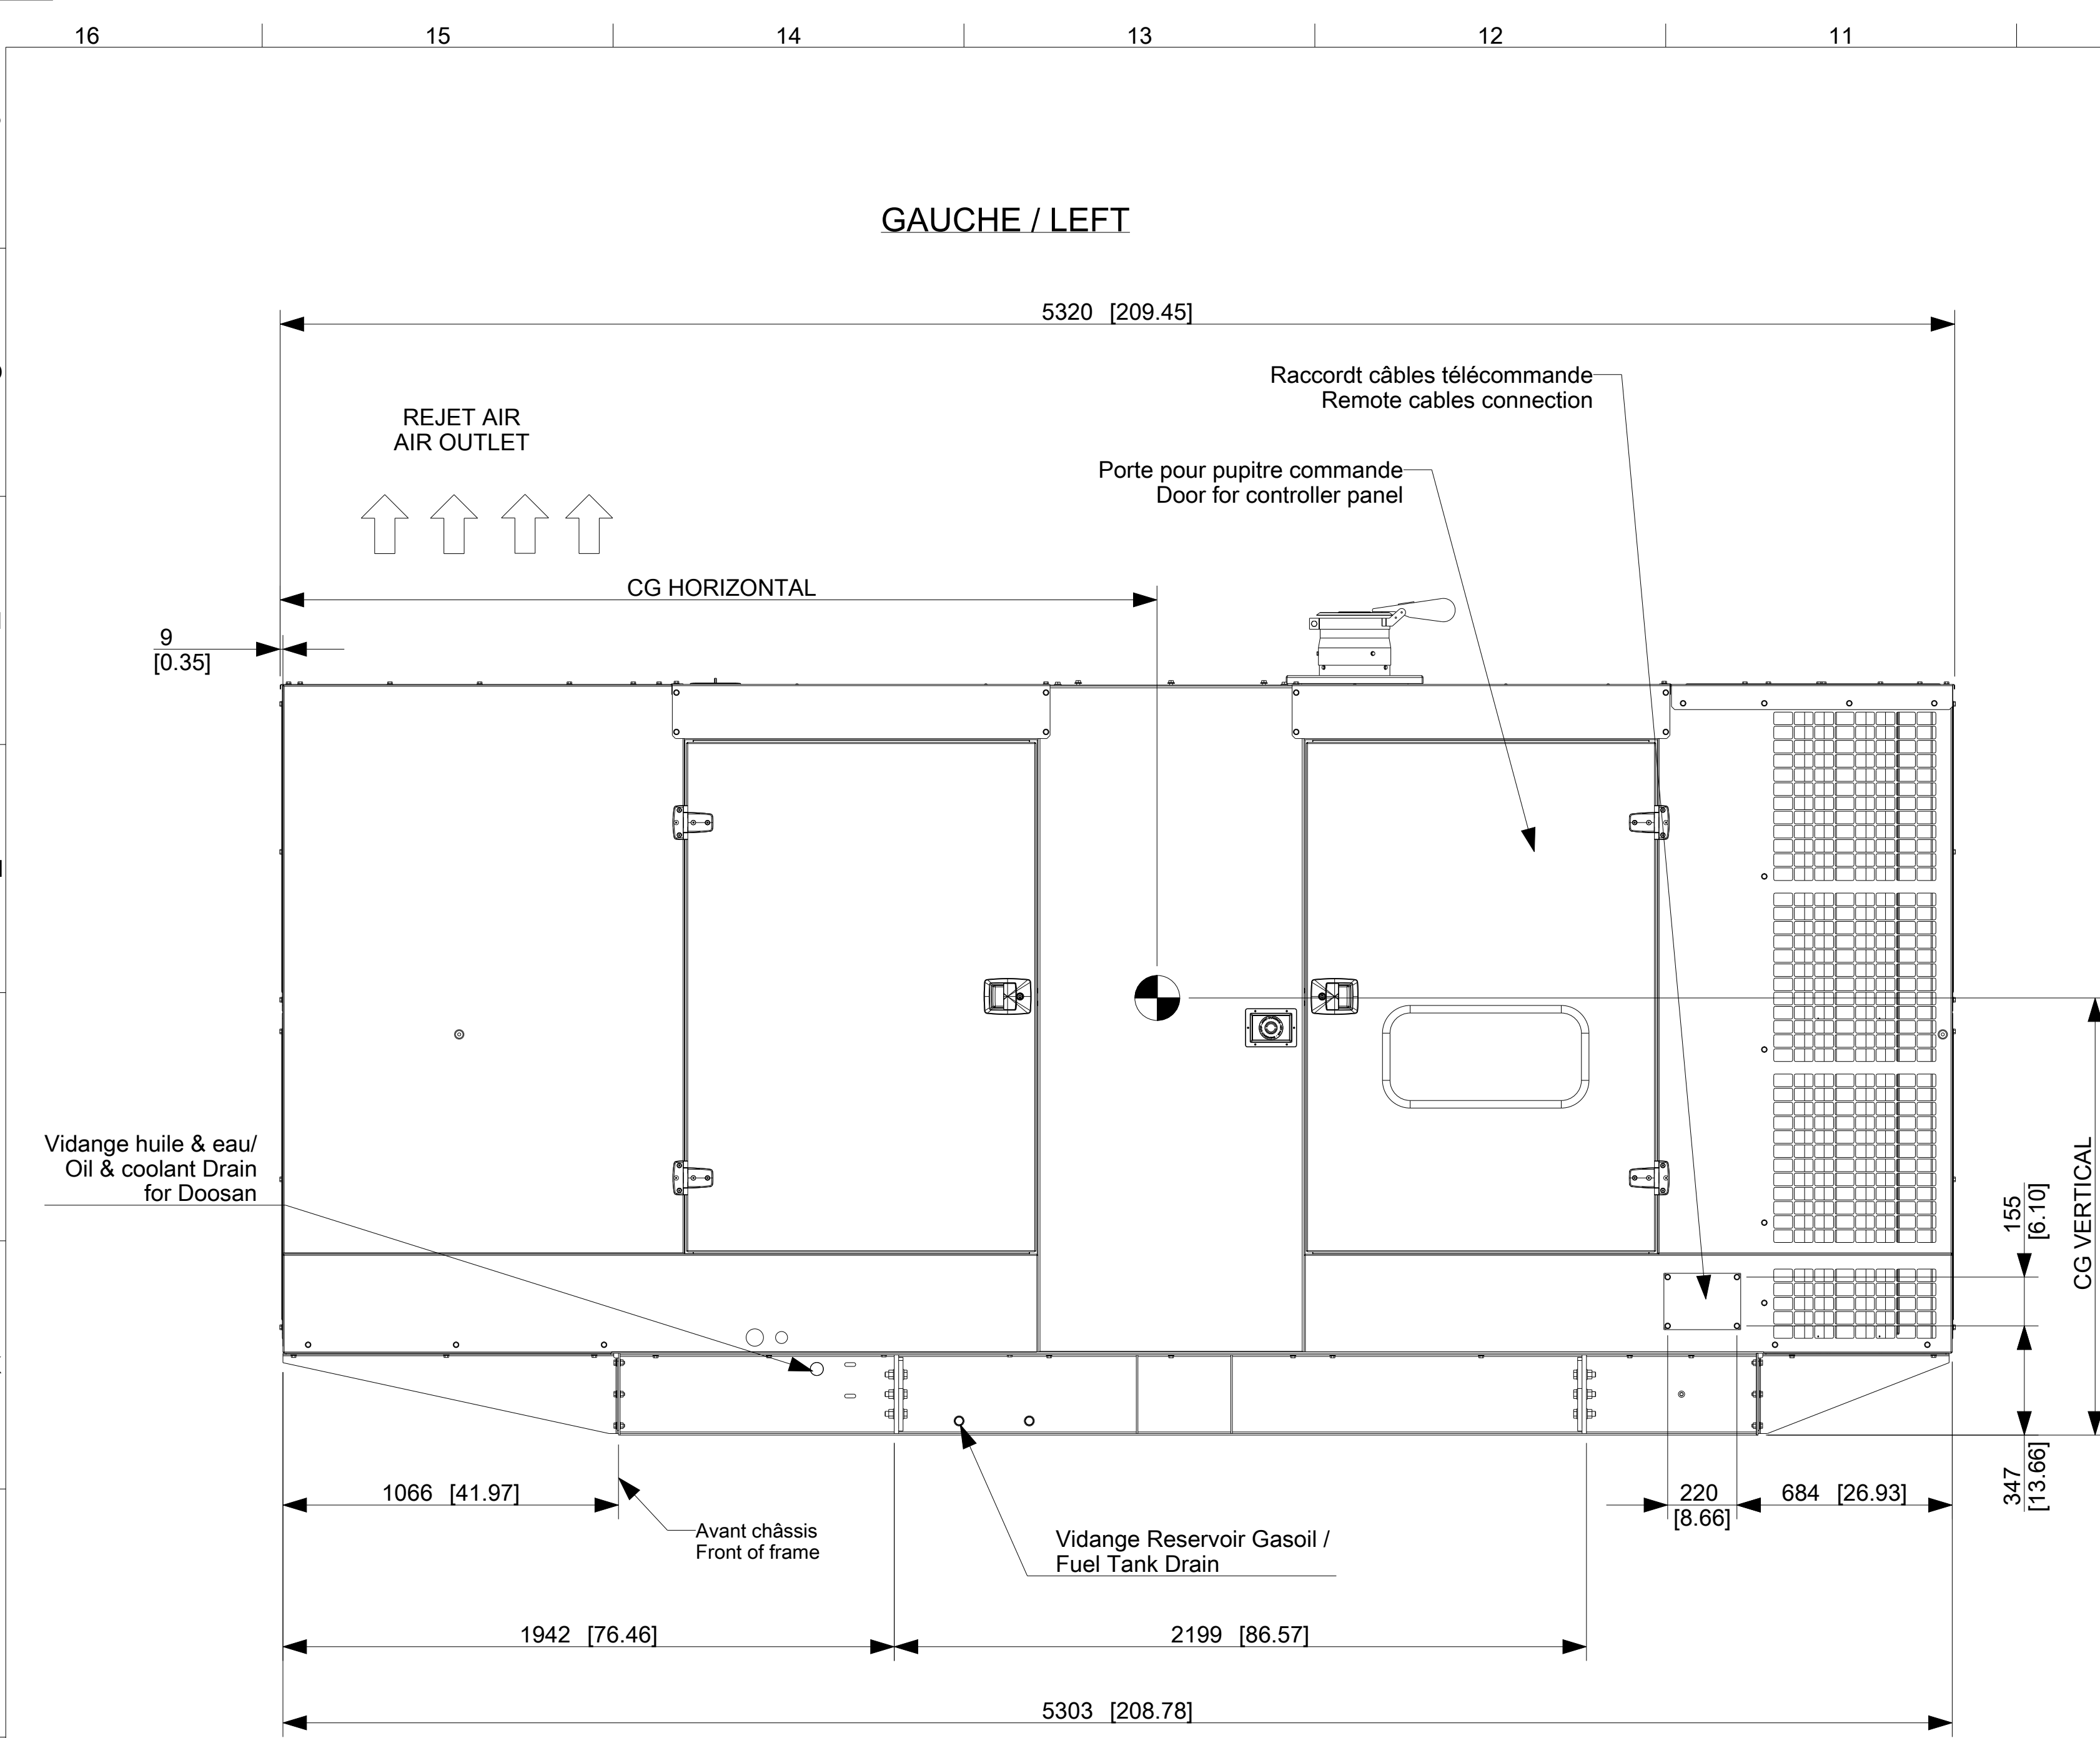 16 15 14 13 12 11
GAUCHE / LEFT
5320 [209.45]
Raccordt câbles télécommande
Remote cables connection
REJET AIR
AIR OUTLET
Porte pour pupitre commande
Door for controller panel
CG HORIZONTAL
9
[0.35]
Vidange huile & eau/
Oil & coolant Drain
for Doosan
155
[6.10]
CG VERTICAL
347
[13.66]
1066 [41.97]
220
[8.66]
684 [26.93]
Avant châssis
Front of frame
Vidange Reservoir Gasoil /
Fuel Tank Drain
1942 [76.46]
2199 [86.57]
5303 [208.78]